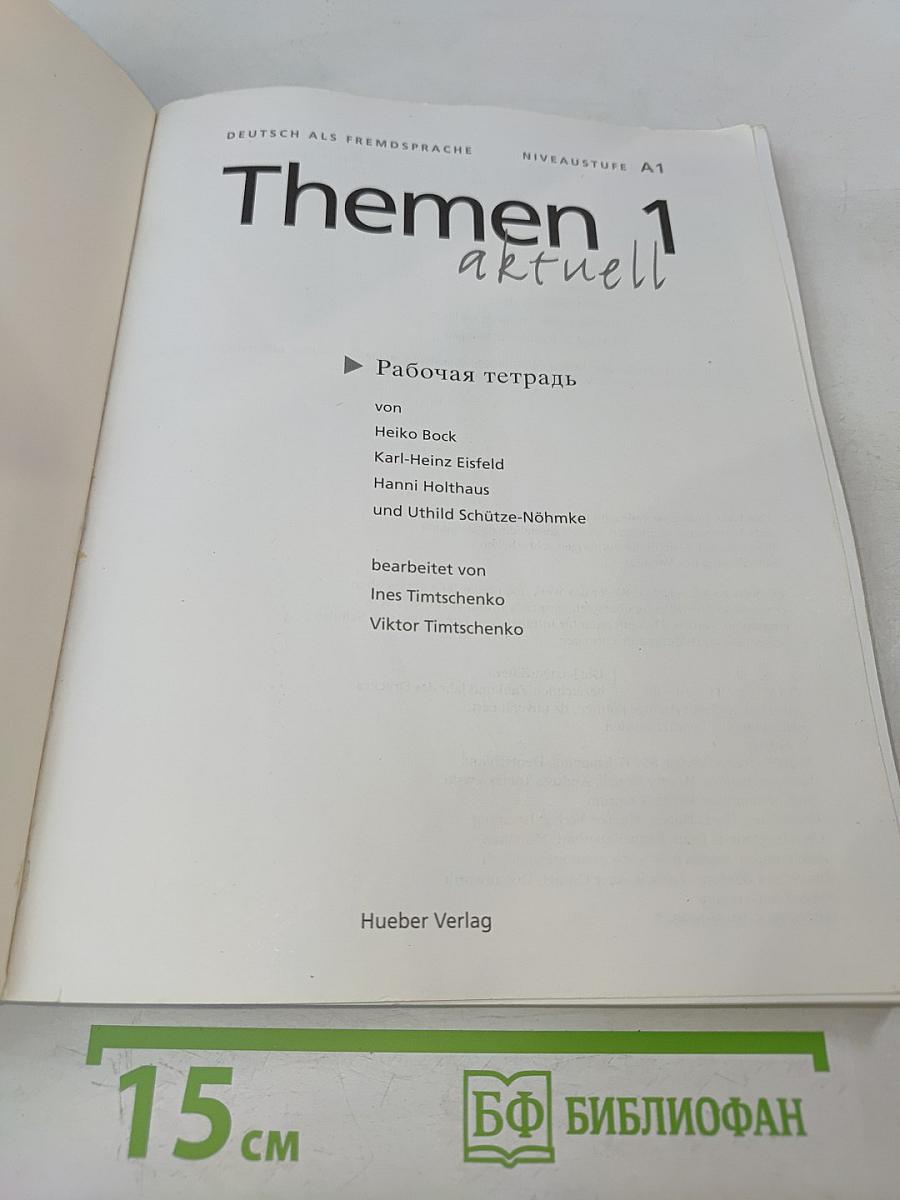 DEUTSCH ALS FREMDSPRACHE NIVEAUSTUFE A1
Themen 1
aktuell
Рабочая тетрадь
von
Heiko Bock
Karl-Heinz Eisfeld
Hanni Holthaus
und Uthild Schütze-Nöhmke
bearbeitet von
Ines Timtschenko
Viktor Timtschenko
Hueber Verlag
15 см
БФ БИБЛИОФАН